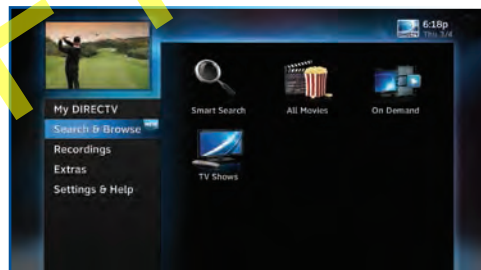 6:18p
Thu 3/4
My DIRECTV
Search & Browse
NEW
Recordings
Extras
Settings & Help
Smart Search
All Movies
On Demand
TV Shows